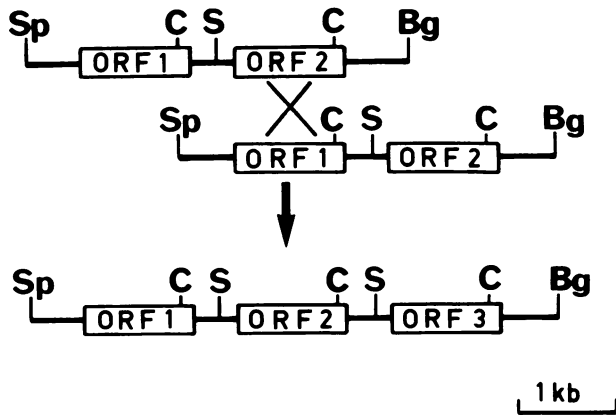 Sp C S C Bg
ORF1 ORF2
Sp C S C Bg
ORF1 ORF2
Sp C S C S C Bg
ORF1 ORF2 ORF3
1kb